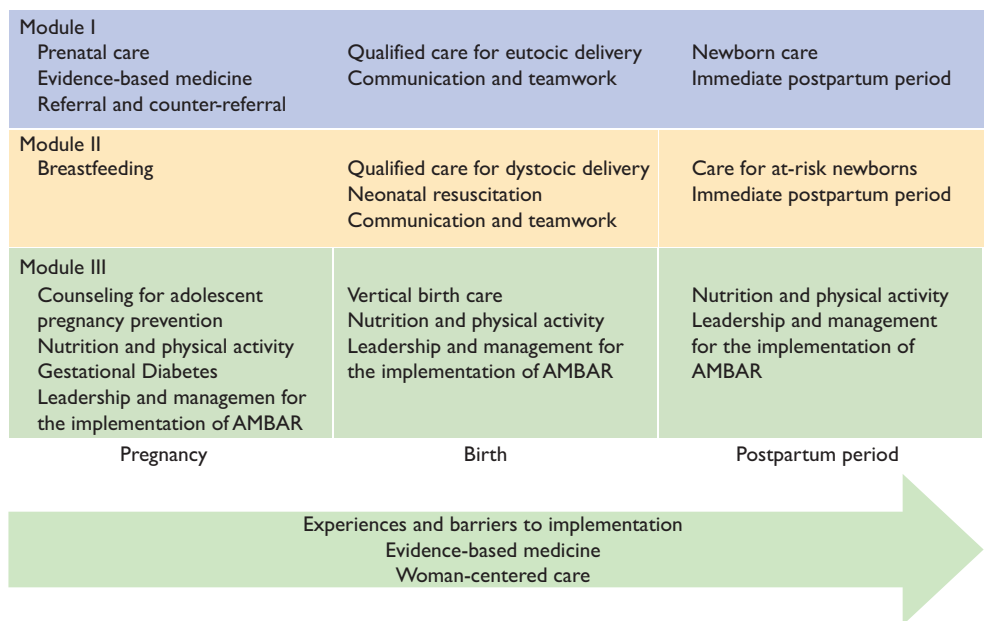 Module I
Prenatal care
Evidence-based medicine
Referral and counter-referral
Qualified care for eutocic delivery
Communication and teamwork
Newborn care
Immediate postpartum period
Module II
Breastfeeding
Qualified care for dystocic delivery
Neonatal resuscitation
Communication and teamwork
Care for at-risk newborns
Immediate postpartum period
Module III
Counseling for adolescent
pregnancy prevention
Nutrition and physical activity
Gestational Diabetes
Leadership and managemen for
the implementation of AMBAR
Vertical birth care
Nutrition and physical activity
Leadership and management for
the implementation of AMBAR
Nutrition and physical activity
Leadership and management
for the implementation of
AMBAR
Pregnancy
Birth
Postpartum period
Experiences and barriers to implementation
Evidence-based medicine
Woman-centered care